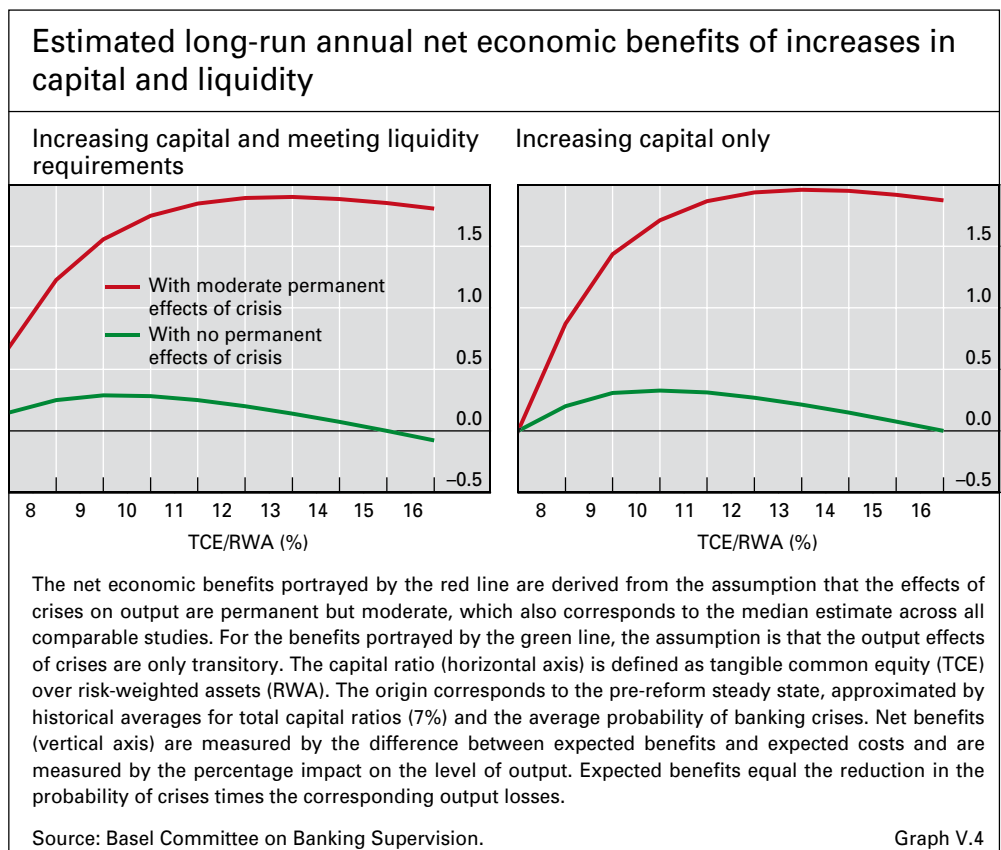 Estimated long-run annual net economic benefits of increases in
capital and liquidity
Increasing capital and meeting liquidity
requirements
With moderate permanent
effects of crisis
With no permanent
effects of crisis
1.5
1.0
0.5
0.0
–0.5
8 9 10 11 12 13 14 15 16
TCE/RWA (%)
Increasing capital only
1.5
1.0
0.5
0.0
–0.5
8 9 10 11 12 13 14 15 16
TCE/RWA (%)
The net economic benefits portrayed by the red line are derived from the assumption that the effects of
crises on output are permanent but moderate, which also corresponds to the median estimate across all
comparable studies. For the benefits portrayed by the green line, the assumption is that the output effects
of crises are only transitory. The capital ratio (horizontal axis) is defined as tangible common equity (TCE)
over risk-weighted assets (RWA). The origin corresponds to the pre-reform steady state, approximated by
historical averages for total capital ratios (7%) and the average probability of banking crises. Net benefits
(vertical axis) are measured by the difference between expected benefits and expected costs and are
measured by the percentage impact on the level of output. Expected benefits equal the reduction in the
probability of crises times the corresponding output losses.
Source: Basel Committee on Banking Supervision. Graph V.4